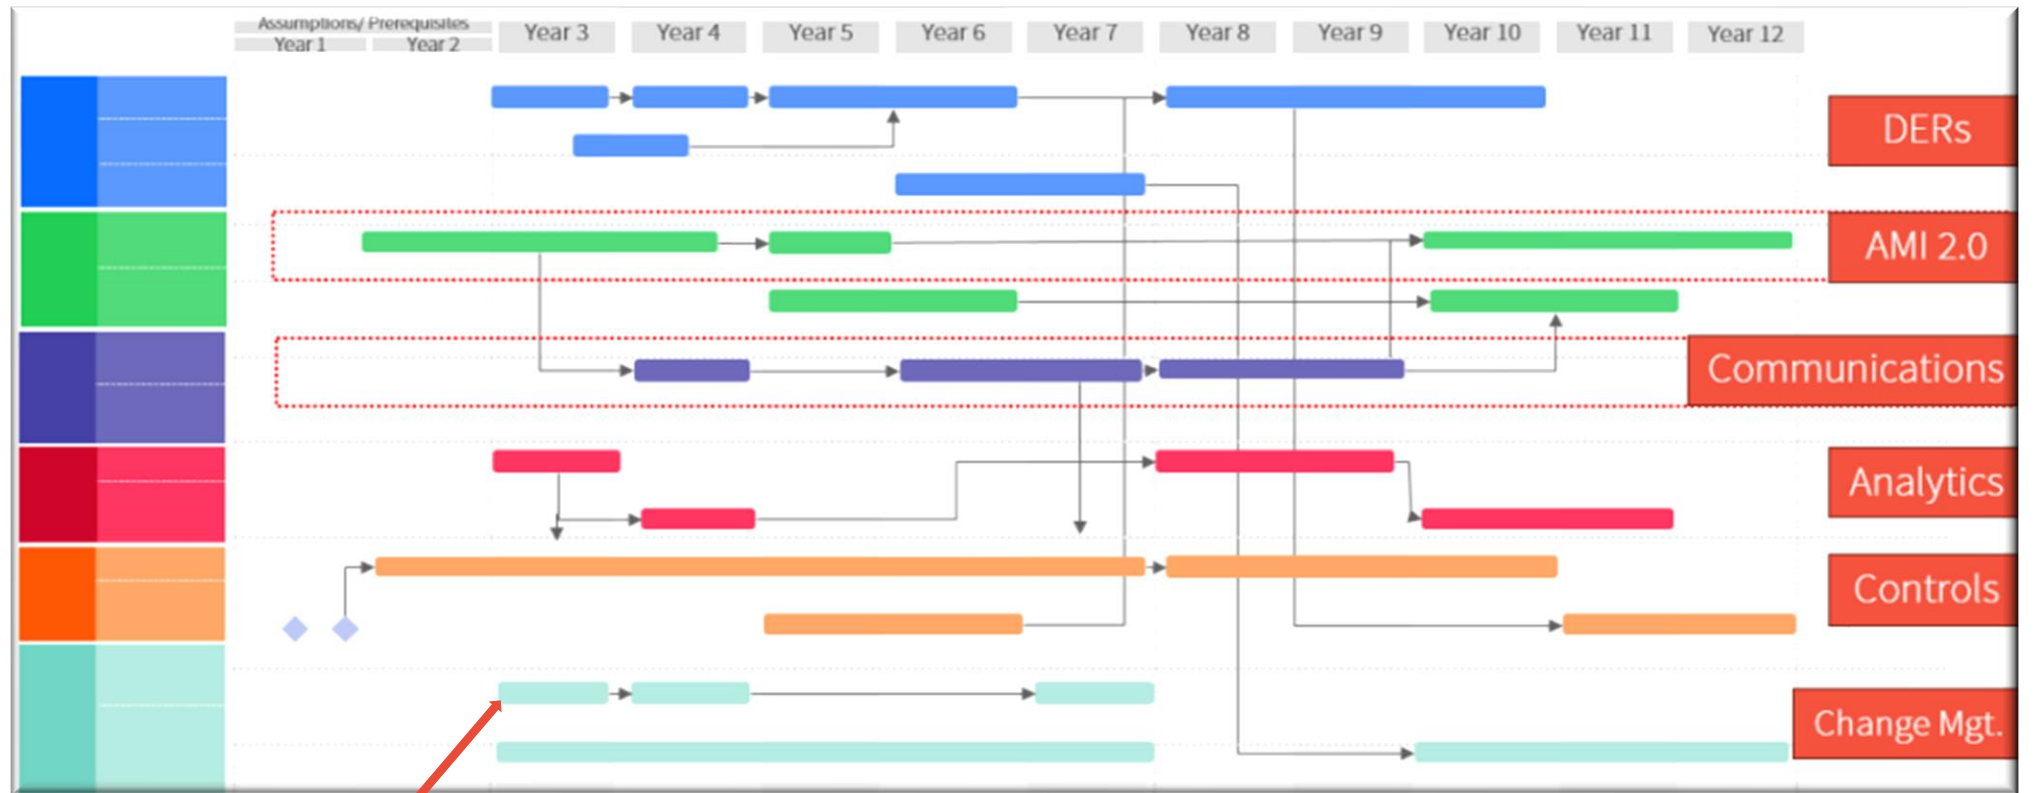 Assumptions/ Prerequisites
Year 1
Year 2
Year 3
Year 4
Year 5
Year 6
Year 7
Year 8
Year 9
Year 10
Year 11
Year 12
DERs
AMI 2.0
Communications
Analytics
Controls
Change Mgt.